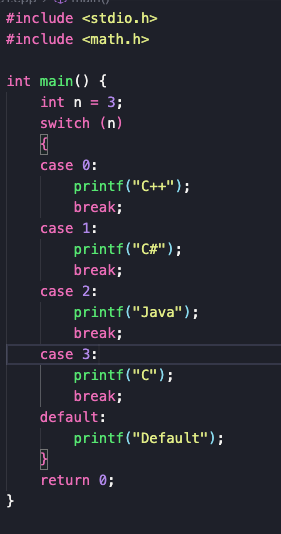 #include <stdio.h>
#include <math.h>

int main() {
    int n = 3;
    switch (n)
    {
    case 0:
        printf("C++");
        break;
    case 1:
        printf("C#");
        break;
    case 2:
        printf("Java");
        break;
    case 3:
        printf("C");
        break;
    default:
        printf("Default");
    }
    return 0;
}